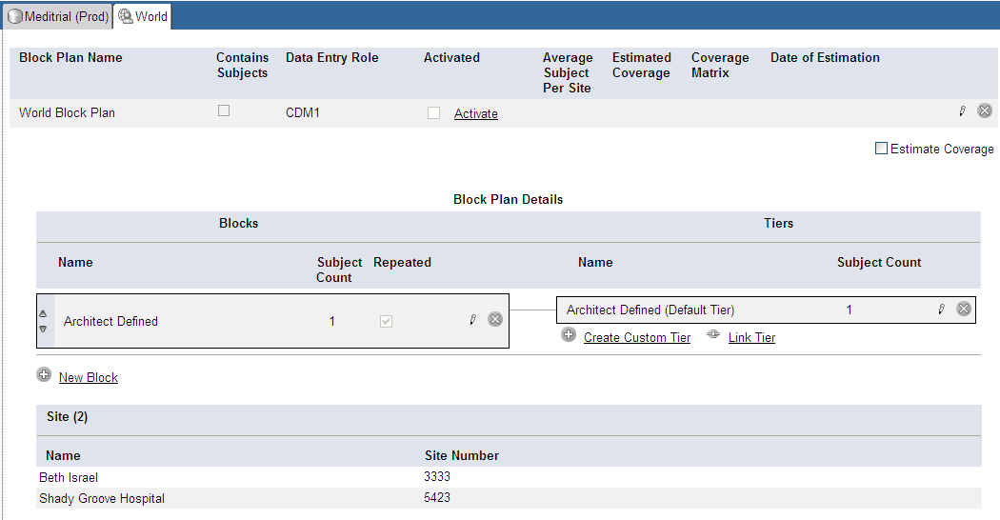 Meditrial (Prod) World
Block Plan Name Contains Subjects Data Entry Role Activated Average Subject Per Site Estimated Coverage Coverage Matrix Date of Estimation
World Block Plan CDM1 Activate
Estimate Coverage
Block Plan Details
Blocks Tiers
Name Subject Count Repeated Name Subject Count
Architect Defined 1 Architect Defined (Default Tier) 1
Create Custom Tier Link Tier
New Block
Site (2)
Name Site Number
Beth Israel 3333
Shady Groove Hospital 5423